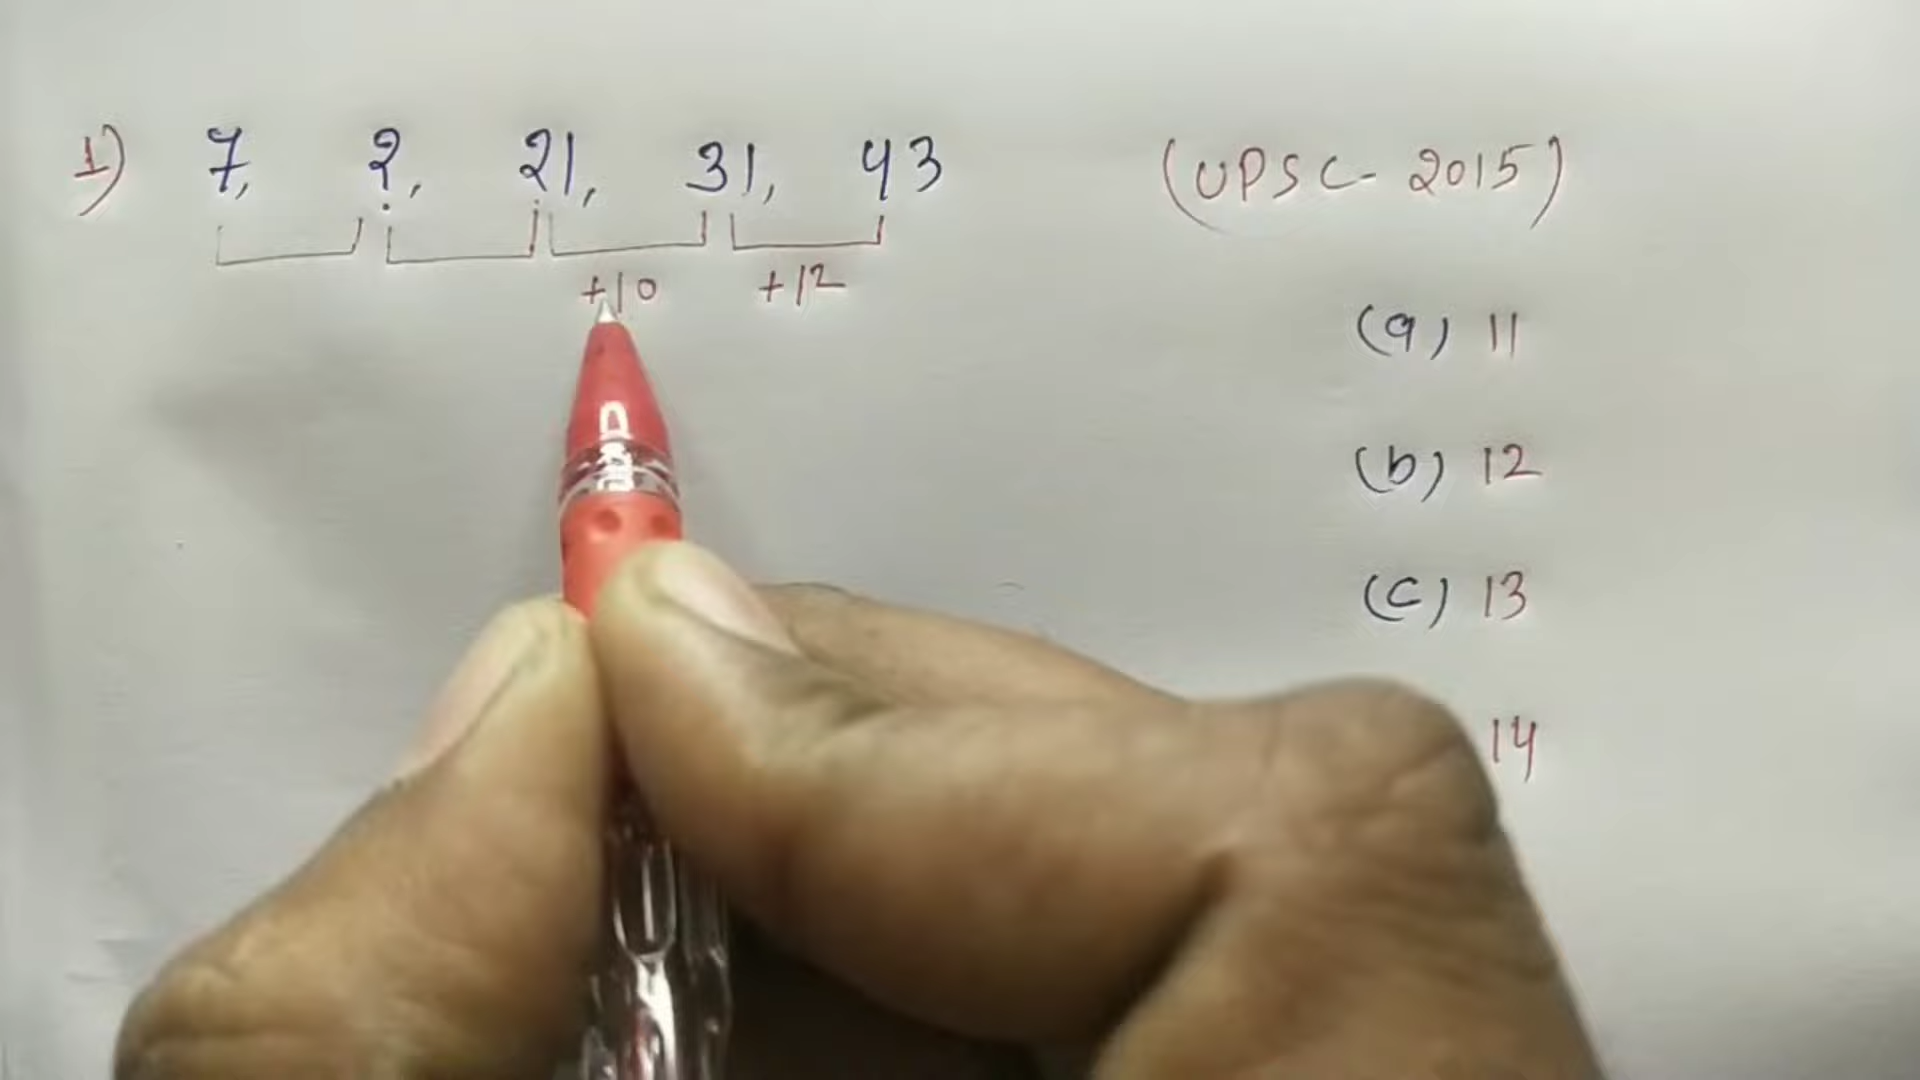 1) 7, ?, 21, 31, 43 (UPSC- 2015)
+10 +12
(a) 11
(b) 12
(c) 13
14